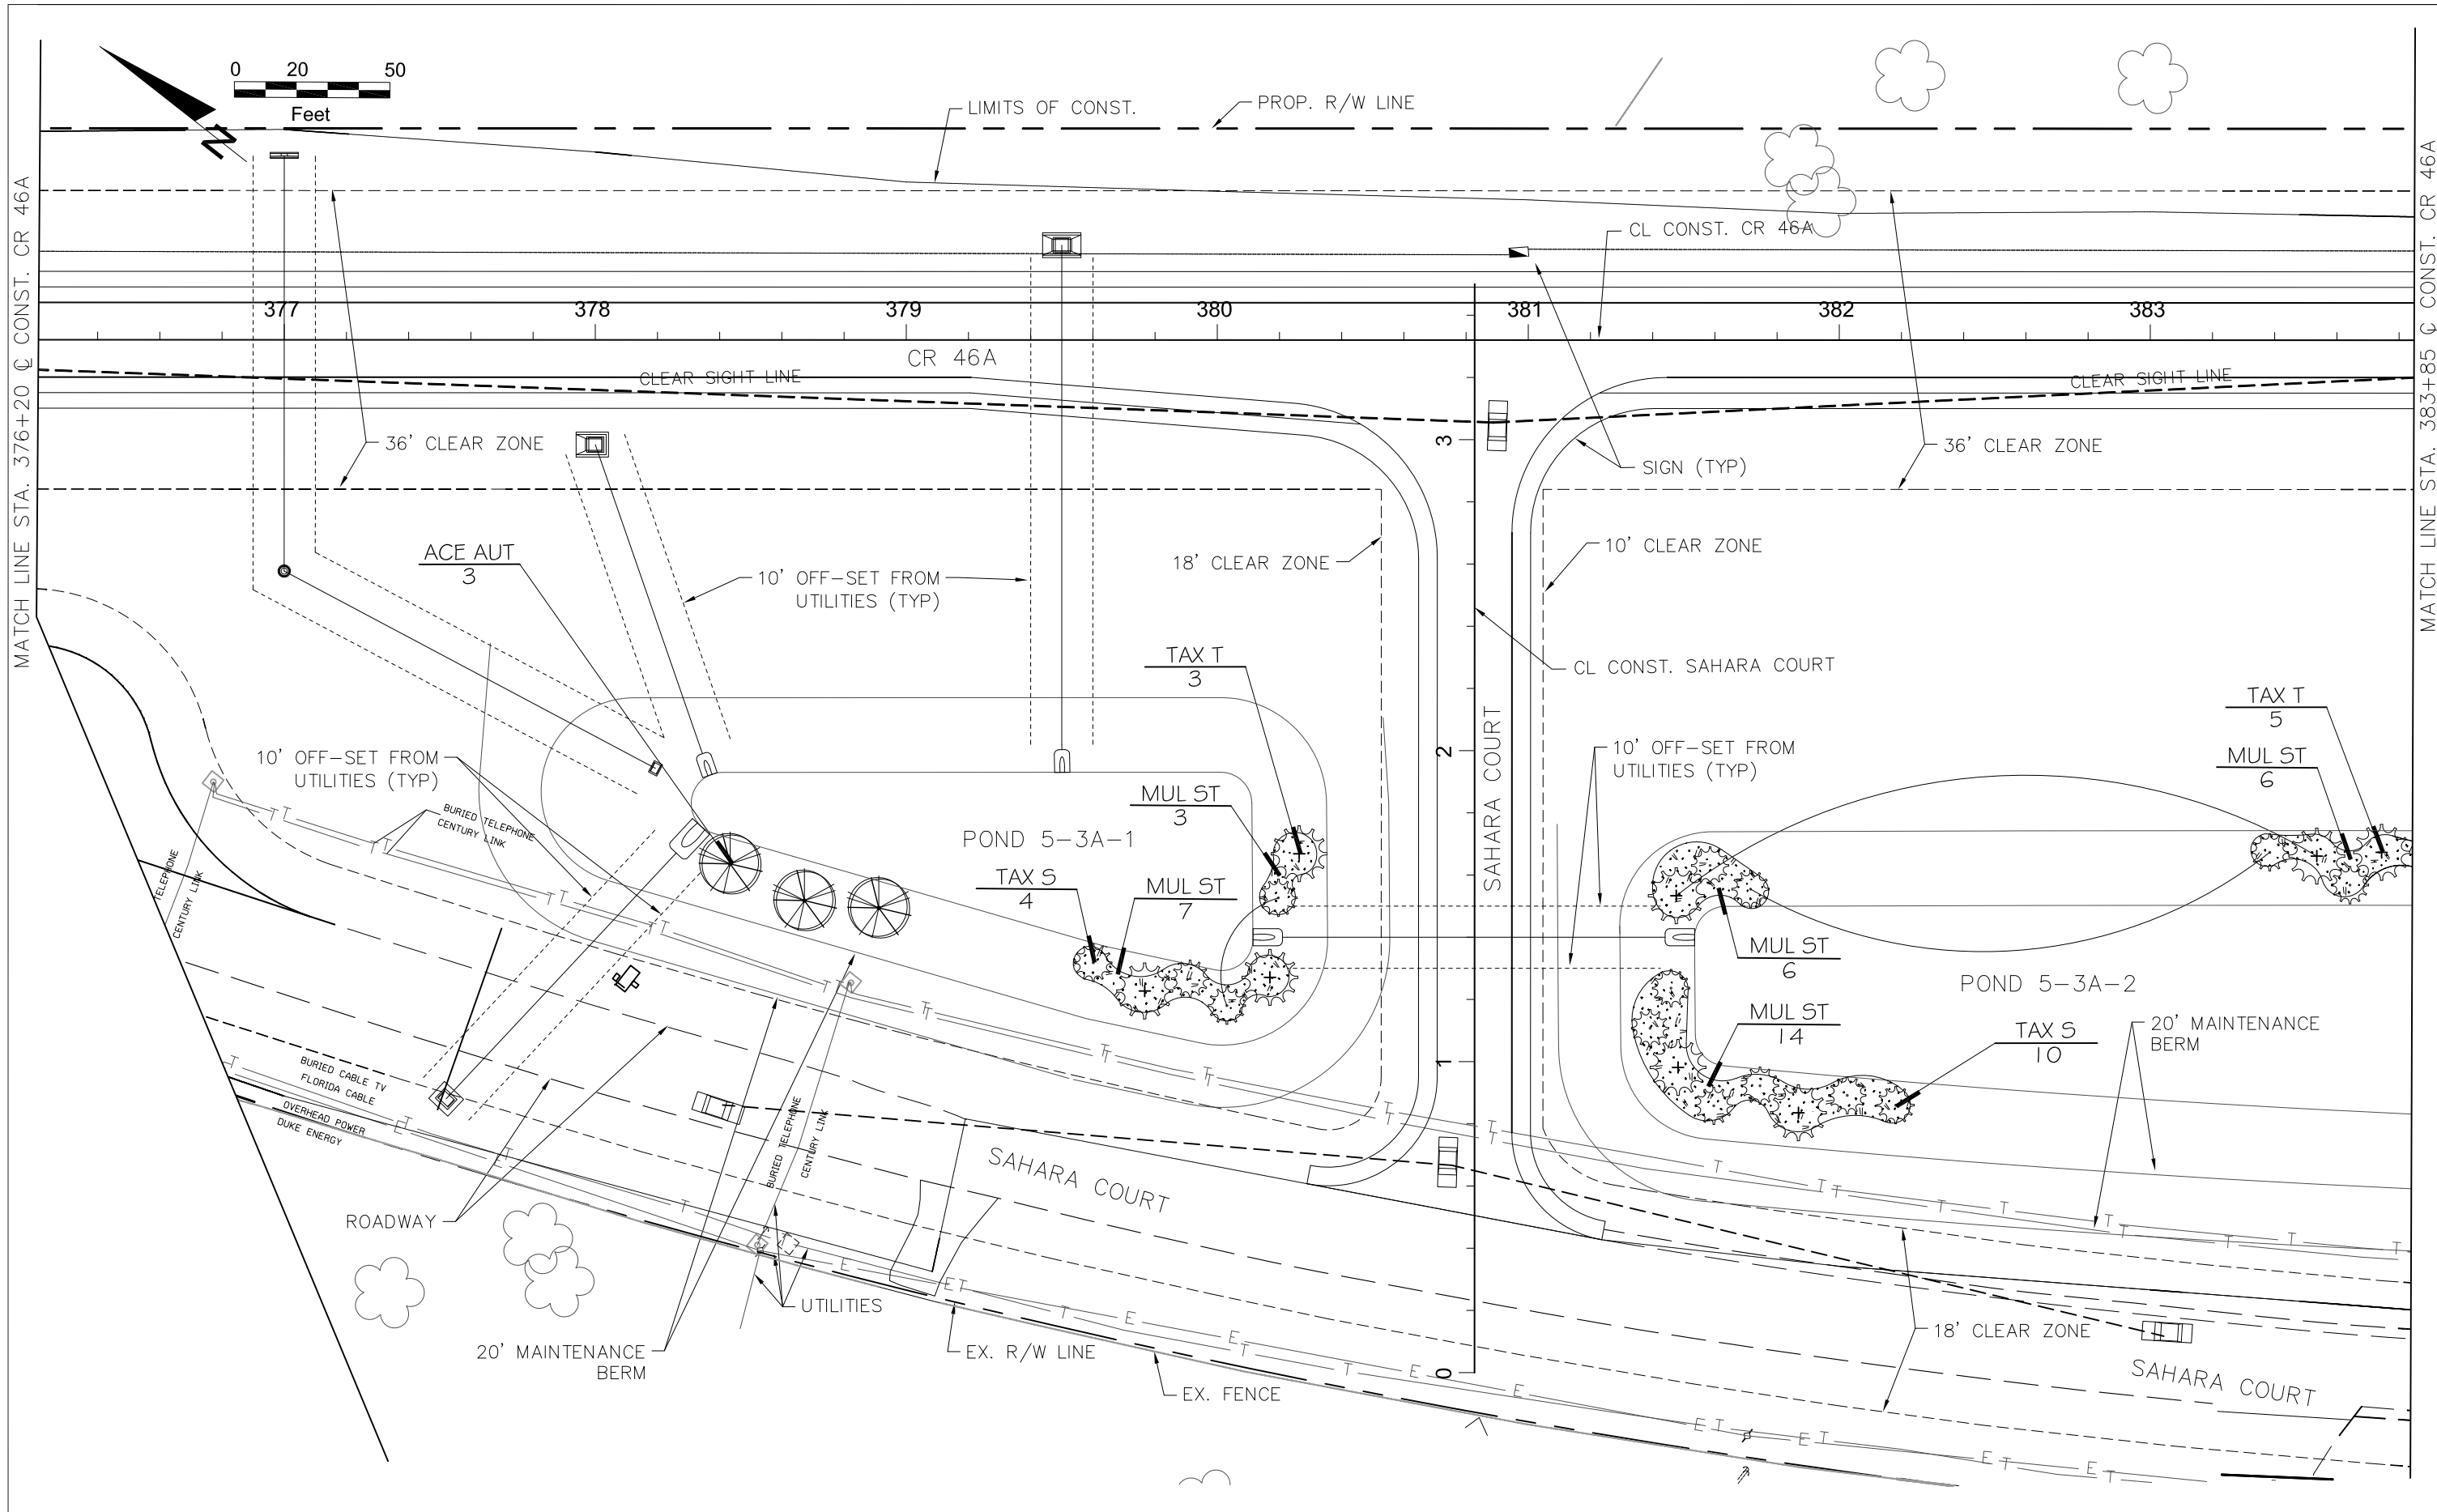 0 20 50
Feet
N
LIMITS OF CONST.
PROP. R/W LINE
MATCH LINE STA. 376+20 ℄ CONST. CR 46A
MATCH LINE STA. 383+85 ℄ CONST. CR 46A
CL CONST. CR 46A
377 378 379 380 381 382 383
CR 46A
CLEAR SIGHT LINE
CLEAR SIGHT LINE
36' CLEAR ZONE
3
SIGN (TYP)
36' CLEAR ZONE
ACE AUT
3
10' OFF-SET FROM
UTILITIES (TYP)
18' CLEAR ZONE
10' CLEAR ZONE
TAX T
3
CL CONST. SAHARA COURT
SAHARA COURT
TAX T
5
10' OFF-SET FROM
UTILITIES (TYP)
2
10' OFF-SET FROM
UTILITIES (TYP)
MUL ST
6
MUL ST
3
BURIED TELEPHONE
CENTURY LINK
POND 5-3A-1
TAX S
4
MUL ST
7
TELEPHONE
CENTURY LINK
T T
T T
T T
T T
T T
T T
T T
T T
T T
T T
MUL ST
6
POND 5-3A-2
MUL ST
14
TAX S
10
20' MAINTENANCE
BERM
1
BURIED CABLE TV
FLORIDA CABLE
OVERHEAD POWER
DUKE ENERGY
BURIED TELEPHONE
CENTURY LINK
SAHARA COURT
ROADWAY
UTILITIES
20' MAINTENANCE
BERM
EX. R/W LINE
EX. FENCE
0
18' CLEAR ZONE
SAHARA COURT
T E ET T E E T T E E ET E T E T E T